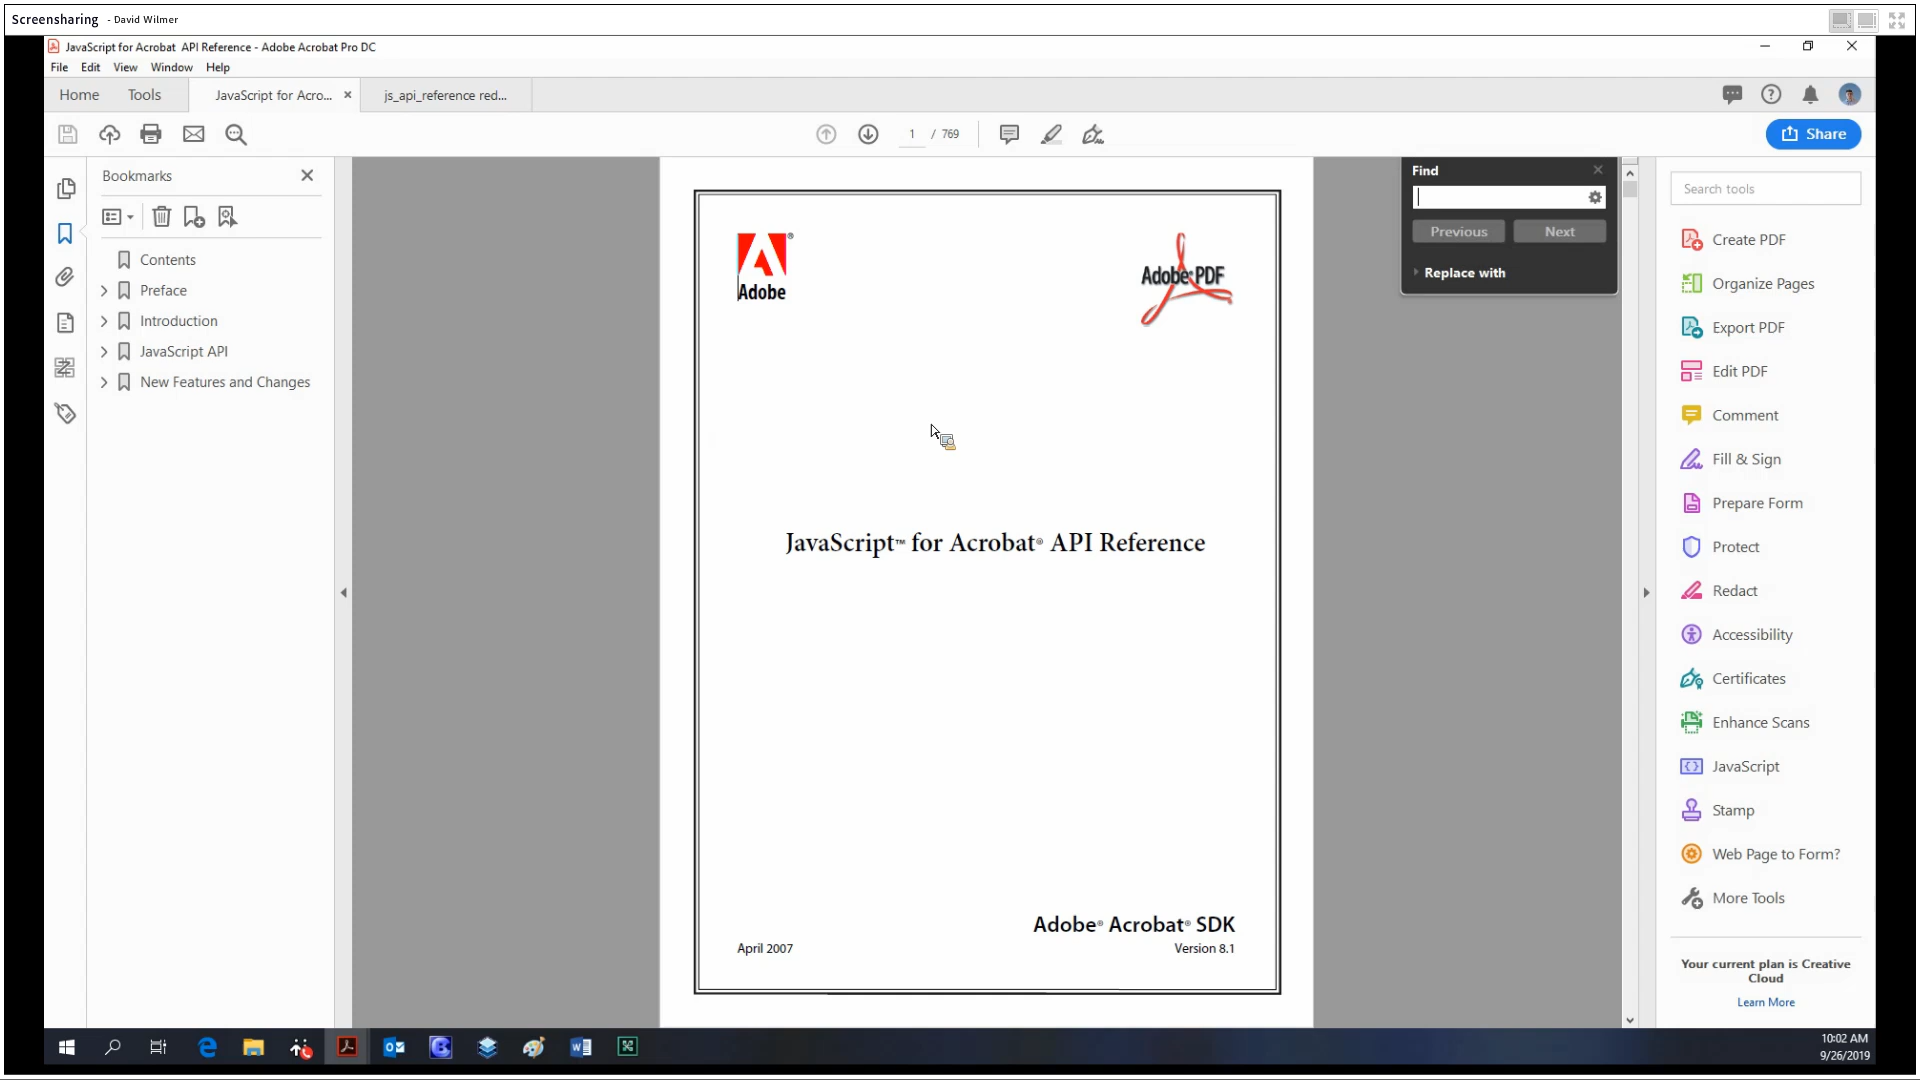 Screensharing - David Wilmer
JavaScript for Acrobat API Reference - Adobe Acrobat Pro DC
File Edit View Window Help
Home Tools JavaScript for Acro... × js_api_reference red...
1 / 769
Share
Bookmarks
Contents
Preface
Introduction
JavaScript API
New Features and Changes
Adobe
Adobe PDF
JavaScript™ for Acrobat® API Reference
Adobe® Acrobat® SDK
April 2007
Version 8.1
Find
Previous Next
Replace with
Search tools
Create PDF
Organize Pages
Export PDF
Edit PDF
Comment
Fill & Sign
Prepare Form
Protect
Redact
Accessibility
Certificates
Enhance Scans
JavaScript
Stamp
Web Page to Form?
More Tools
Your current plan is Creative
Cloud
Learn More
10:02 AM
9/26/2019